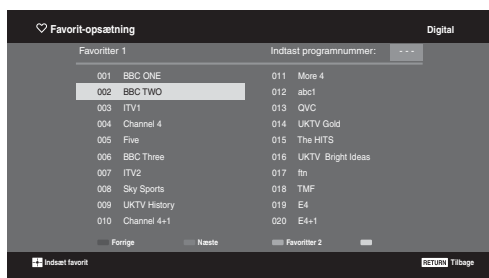 Favorit-opsætning Digital
Favoritter 1 Indtast programnummer: - - -
001 BBC ONE 011 More 4
002 BBC TWO 012 abc1
003 ITV1 013 QVC
004 Channel 4 014 UKTV Gold
005 Five 015 The HITS
006 BBC Three 016 UKTV Bright Ideas
007 ITV2 017 ftn
008 Sky Sports 018 TMF
009 UKTV History 019 E4
010 Channel 4+1 020 E4+1
Forrige Næste Favoritter 2
Indsæt favorit RETURN Tilbage